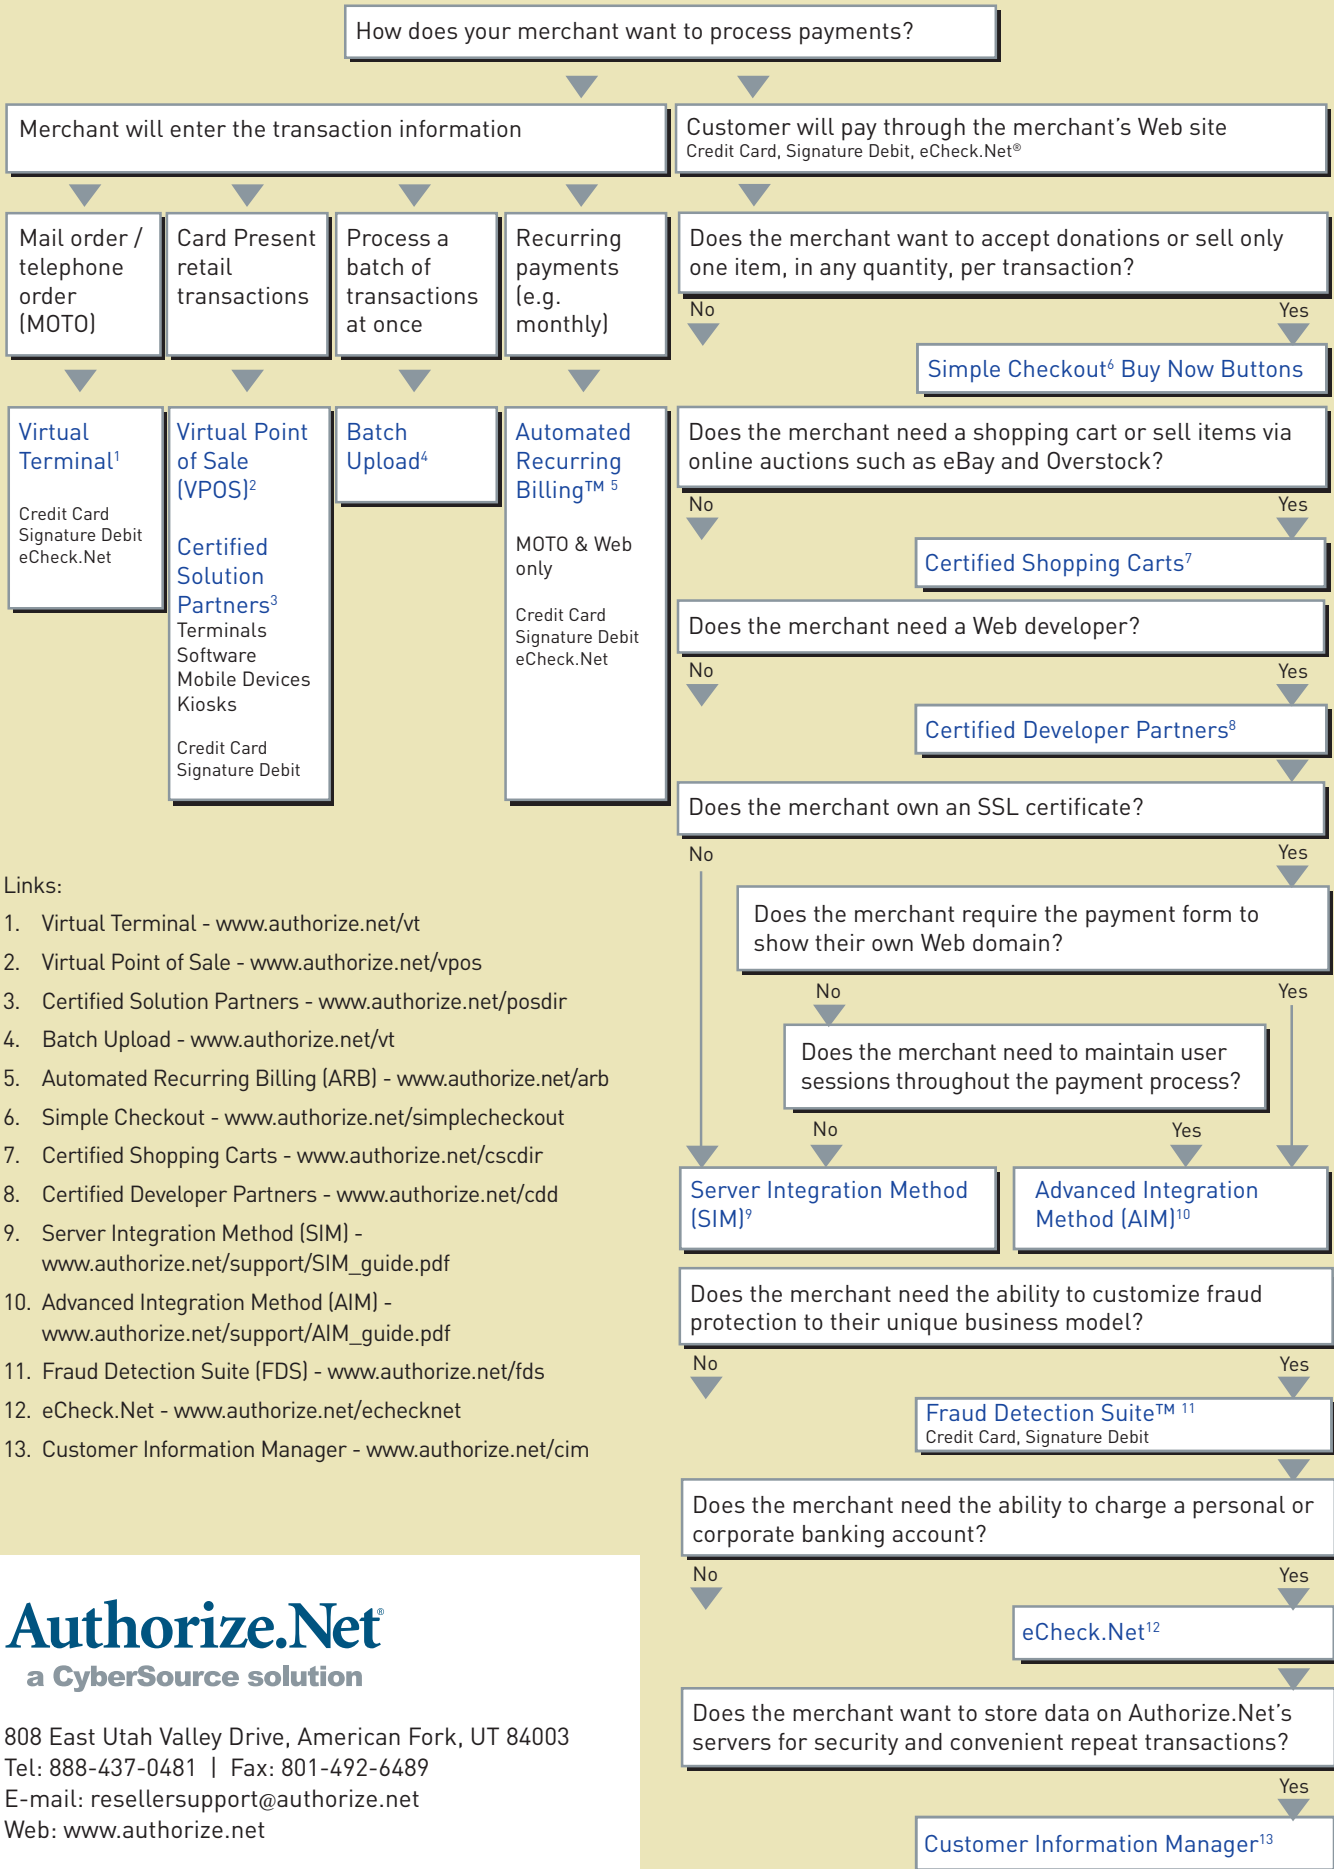 How does your merchant want to process payments?
Merchant will enter the transaction information
Customer will pay through the merchant's Web site
Credit Card, Signature Debit, eCheck.Net®
Mail order /
telephone
order
(MOTO)
Card Present
retail
transactions
Process a
batch of
transactions
at once
Recurring
payments
(e.g.
monthly)
Virtual
Terminal1
Credit Card
Signature Debit
eCheck.Net
Virtual Point
of Sale
(VPOS)2
Certified
Solution
Partners3
Terminals
Software
Mobile Devices
Kiosks
Credit Card
Signature Debit
Batch
Upload4
Automated
Recurring
Billing™ 5
MOTO & Web
only
Credit Card
Signature Debit
eCheck.Net
Does the merchant want to accept donations or sell only
one item, in any quantity, per transaction?
No
Yes
Simple Checkout6 Buy Now Buttons
Does the merchant need a shopping cart or sell items via
online auctions such as eBay and Overstock?
No
Yes
Certified Shopping Carts7
Does the merchant need a Web developer?
No
Yes
Certified Developer Partners8
Does the merchant own an SSL certificate?
No
Yes
Does the merchant require the payment form to
show their own Web domain?
No
Yes
Does the merchant need to maintain user
sessions throughout the payment process?
No
Yes
Server Integration Method
(SIM)9
Advanced Integration
Method (AIM)10
Does the merchant need the ability to customize fraud
protection to their unique business model?
No
Yes
Fraud Detection Suite™ 11
Credit Card, Signature Debit
Does the merchant need the ability to charge a personal or
corporate banking account?
No
Yes
eCheck.Net12
Does the merchant want to store data on Authorize.Net's
servers for security and convenient repeat transactions?
Yes
Customer Information Manager13
Links:
1. Virtual Terminal - www.authorize.net/vt
2. Virtual Point of Sale - www.authorize.net/vpos
3. Certified Solution Partners - www.authorize.net/posdir
4. Batch Upload - www.authorize.net/vt
5. Automated Recurring Billing (ARB) - www.authorize.net/arb
6. Simple Checkout - www.authorize.net/simplecheckout
7. Certified Shopping Carts - www.authorize.net/cscdir
8. Certified Developer Partners - www.authorize.net/cdd
9. Server Integration Method (SIM) -
www.authorize.net/support/SIM_guide.pdf
10. Advanced Integration Method (AIM) -
www.authorize.net/support/AIM_guide.pdf
11. Fraud Detection Suite (FDS) - www.authorize.net/fds
12. eCheck.Net - www.authorize.net/echecknet
13. Customer Information Manager - www.authorize.net/cim
Authorize.Net®
a CyberSource solution
808 East Utah Valley Drive, American Fork, UT 84003
Tel: 888-437-0481 | Fax: 801-492-6489
E-mail: resellersupport@authorize.net
Web: www.authorize.net